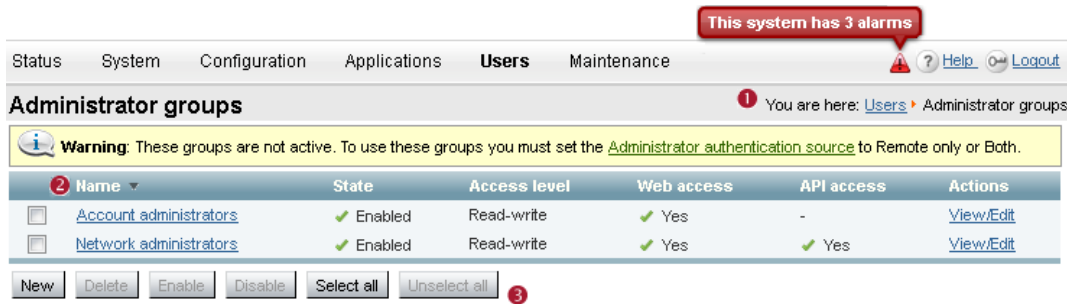 This system has 3 alarms
Status System Configuration Applications Users Maintenance ? Help Logout
Administrator groups 1 You are here: Users Administrator groups
i Warning: These groups are not active. To use these groups you must set the Administrator authentication source to Remote only or Both.
2 Name State Access level Web access API access Actions
Account administrators Enabled Read-write Yes - View/Edit
Network administrators Enabled Read-write Yes Yes View/Edit
New Delete Enable Disable Select all Unselect all 3